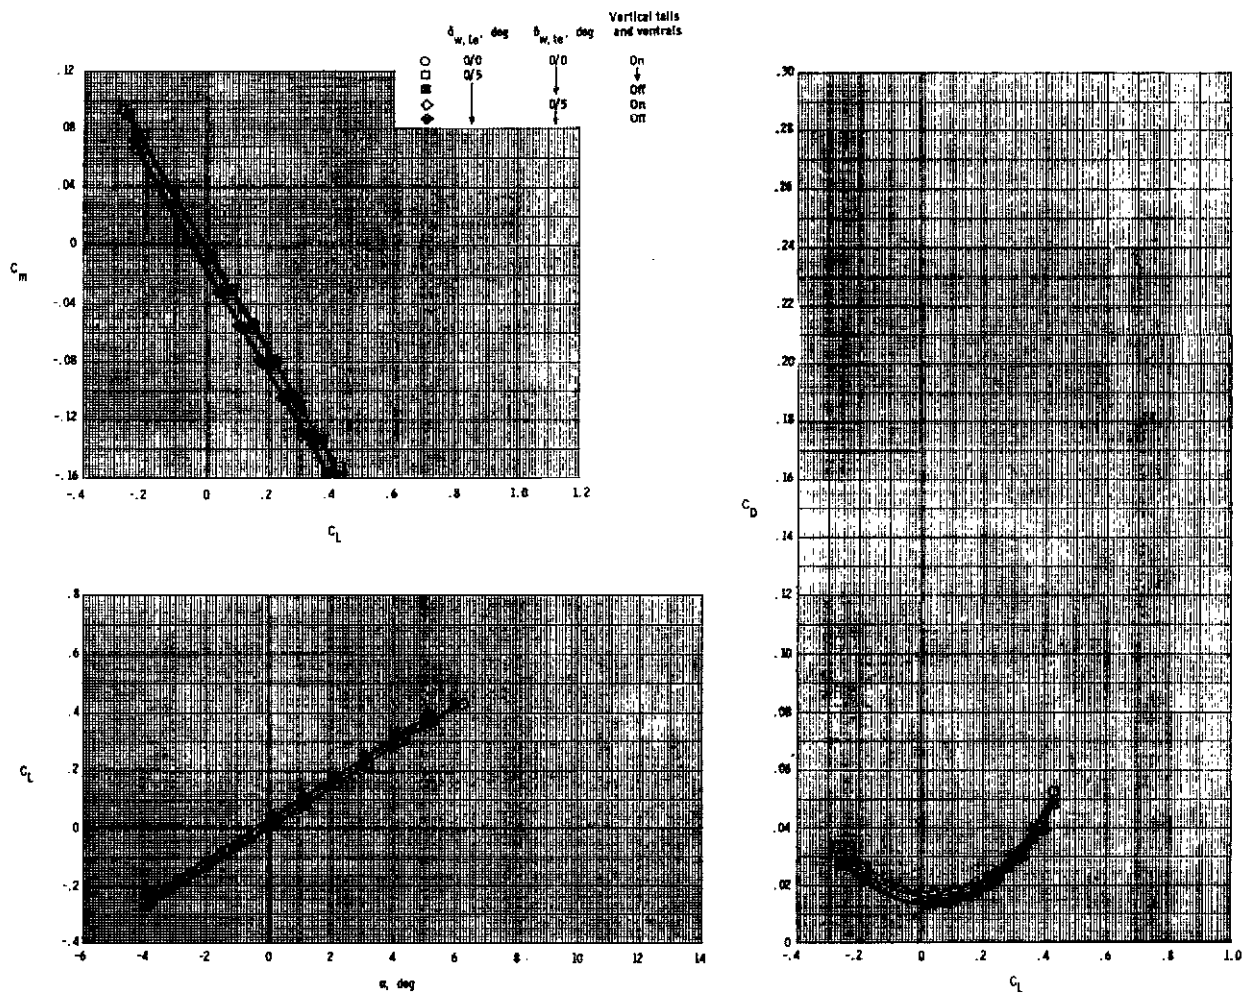 Vertical tails
δw, le, deg δw, te, deg and ventrals
0/0 0/0 On
0/5
Off
0/5 On
Off
.12
.08
.04
0
-.04
-.08
-.12
-.16
Cm
-.4 -.2 0 .2 .4 .6 .8 1.0 1.2
CL
.8
.6
.4
.2
0
-.2
-.4
CL
-6 -4 -2 0 2 4 6 8 10 12 14
α, deg
.30
.28
.26
.24
.22
.20
.18
.16
.14
.12
.10
.08
.06
.04
.02
0
CD
-.4 -.2 0 .2 .4 .6 .8 1.0
CL